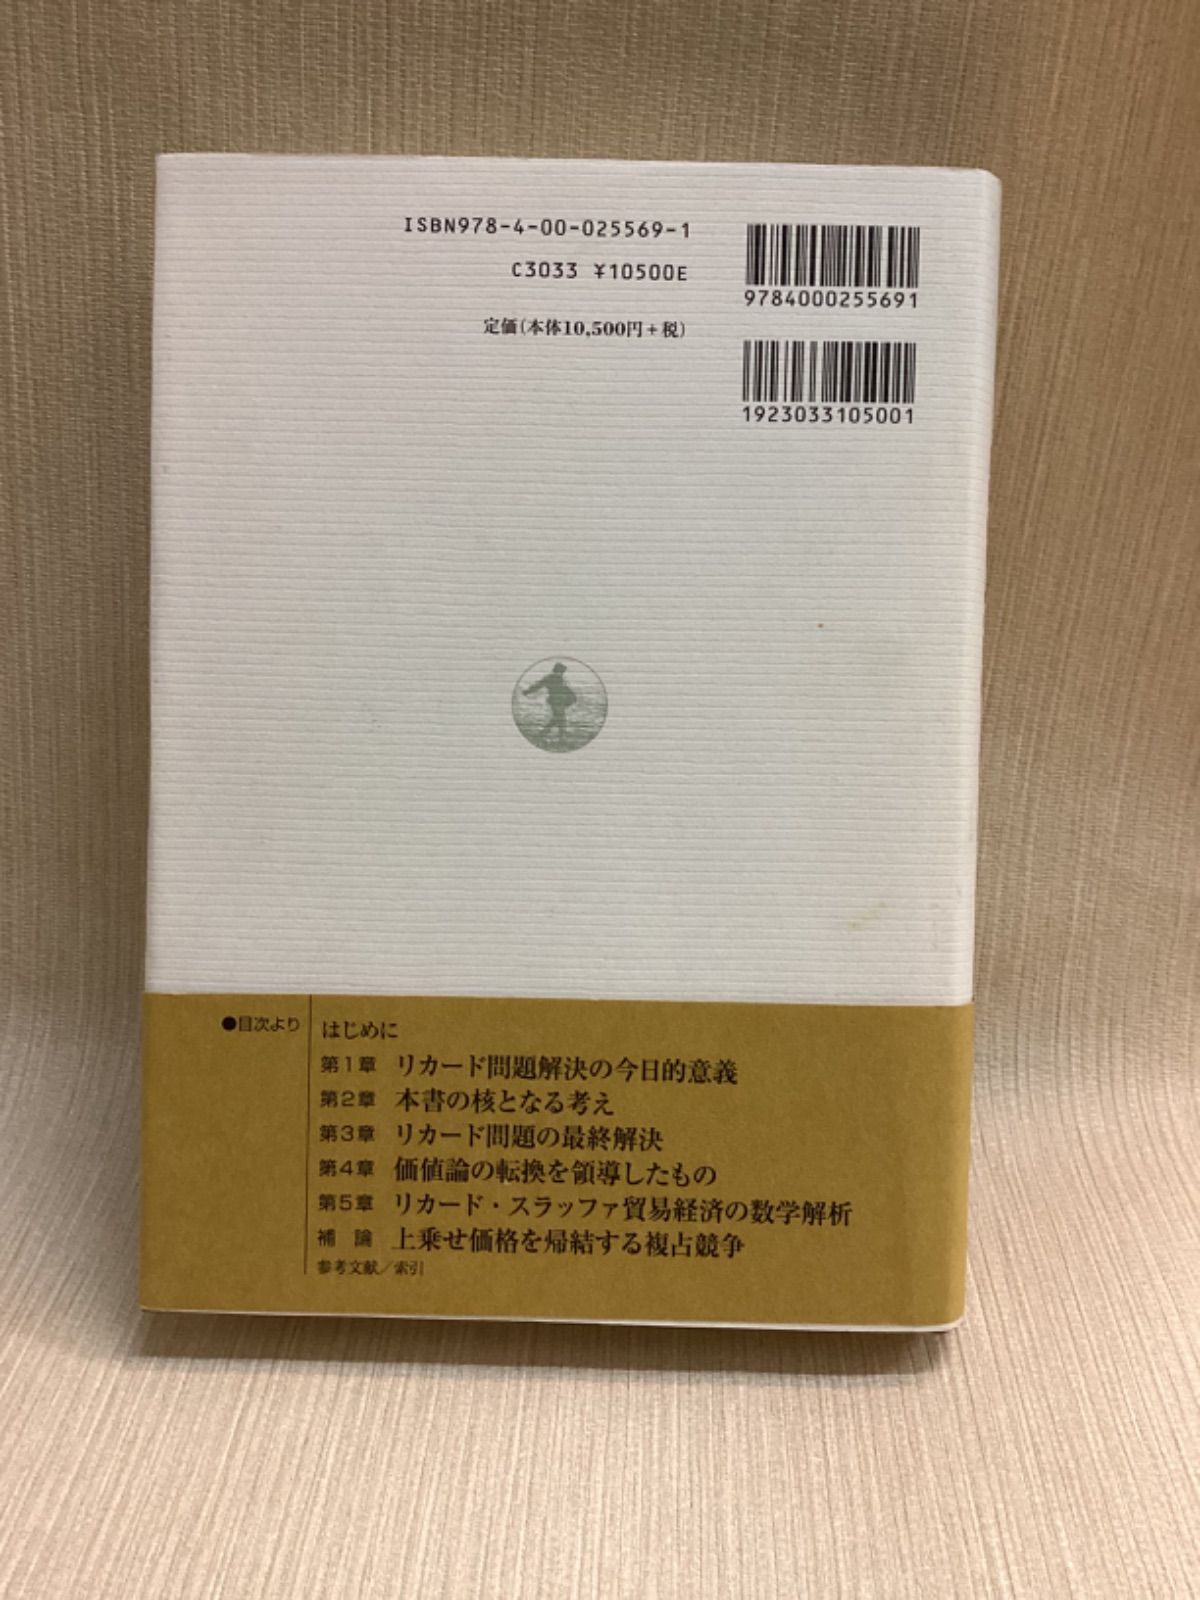 ISBN978-4-00-025569-1
C3033 ¥10500E
定価(本体10,500円+税)
9784000255691
1923033105001
●目次より
はじめに
第1章 リカード問題解決の今日的意義
第2章 本書の核となる考え
第3章 リカード問題の最終解決
第4章 価値論の転換を領導したもの
第5章 リカード・スラッファ貿易経済の数学解析
補 論 上乗せ価格を帰結する複占競争
参考文献/索引